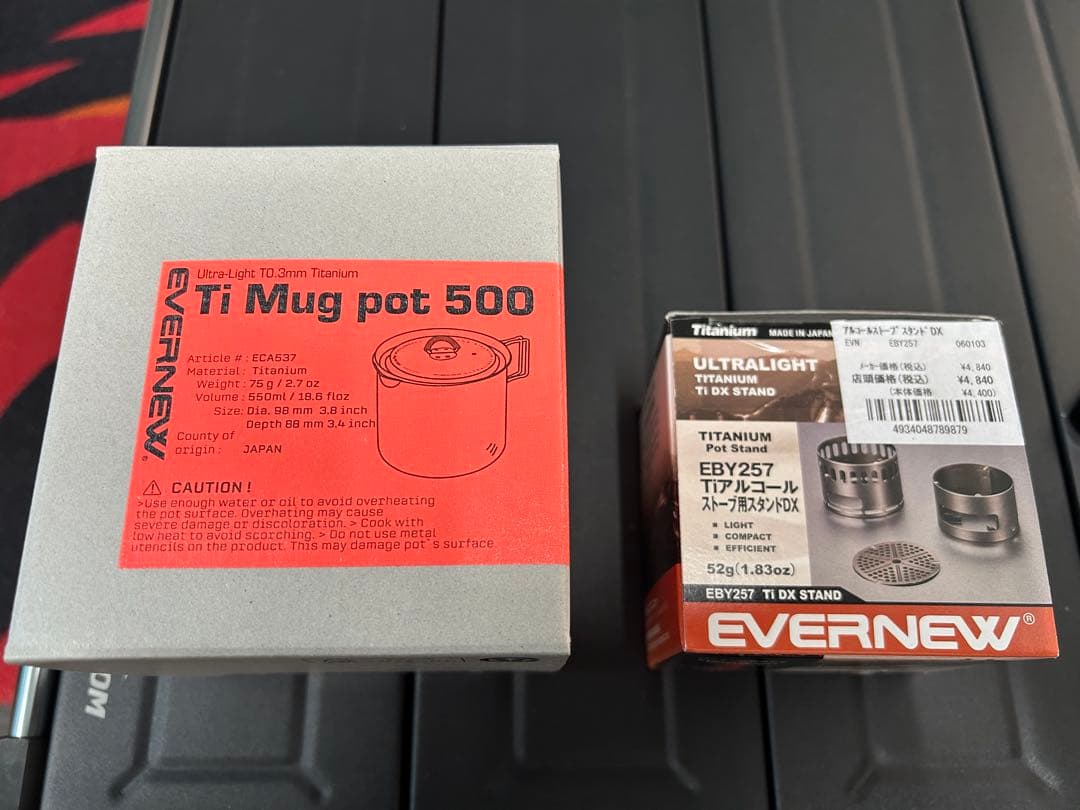 EVERNEW®
Ultra-Light T0.3mm Titanium
Ti Mug pot 500
Article # : ECA537
Material : Titanium
Weight : 75 g / 2.7 oz
Volume : 550ml / 18.6 floz
Size : Dia. 98 mm 3.8 inch
Depth 88 mm 3.4 inch
County of
origin : JAPAN
CAUTION !
>Use enough water or oil to avoid overheating
the pot surface. Overhating may cause
severe damage or discoloration. > Cook with
low heat to avoid scorching. > Do not use metal
utencils on the product. This may damage pot`s surface
Titanium MADE IN JAPAN
ULTRALIGHT
TITANIUM
Ti DX STAND
アルコールストーブ スタンド DX
EVN EBY257 060103
メーカー価格(税込) ¥4,840
店頭価格(税込) ¥4,840
(本体価格 ¥4,400)
4934048789879
TITANIUM
Pot Stand
EBY257
Tiアルコール
ストーブ用スタンドDX
■ LIGHT
■ COMPACT
■ EFFICIENT
52g(1.83oz)
EBY257 Ti DX STAND
EVERNEW®